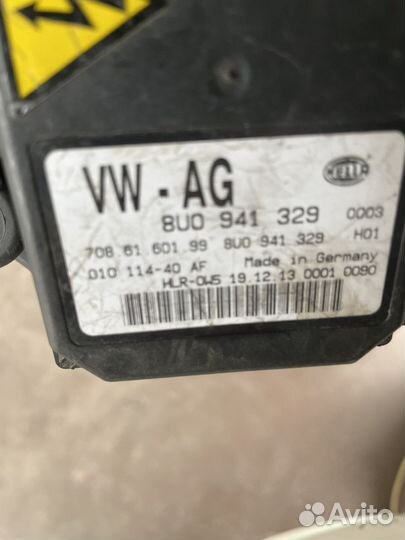 VW - AG
HELLA
8U0 941 329 0003
708 61 601 99 8U0 941 329 H01
010 114-40 AF Made in Germany
HLR-0W5 19.12.13 0001 0090
Avito